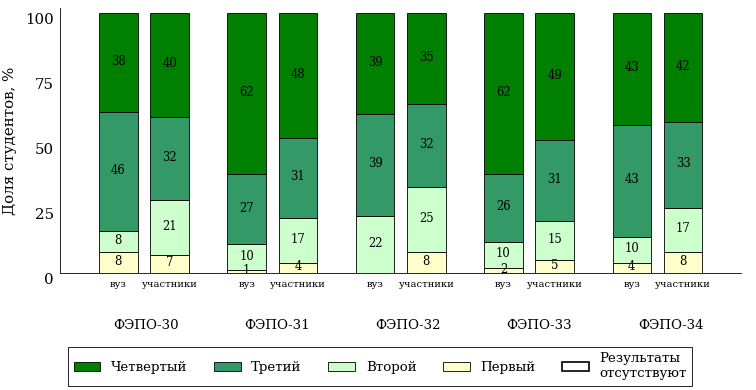 Доля студентов, %
100
75
50
25
0
38 40 62 48 39 35 62 49 43 42
46 32 27 31 39 32 26 31 43 33
8 21 10 17 22 25 10 15 10 17
8 7 1 4 8 2 5 4 8
вуз участники вуз участники вуз участники вуз участники вуз участники
ФЭПО-30 ФЭПО-31 ФЭПО-32 ФЭПО-33 ФЭПО-34
Четвертый Третий Второй Первый Результаты
отсутствуют